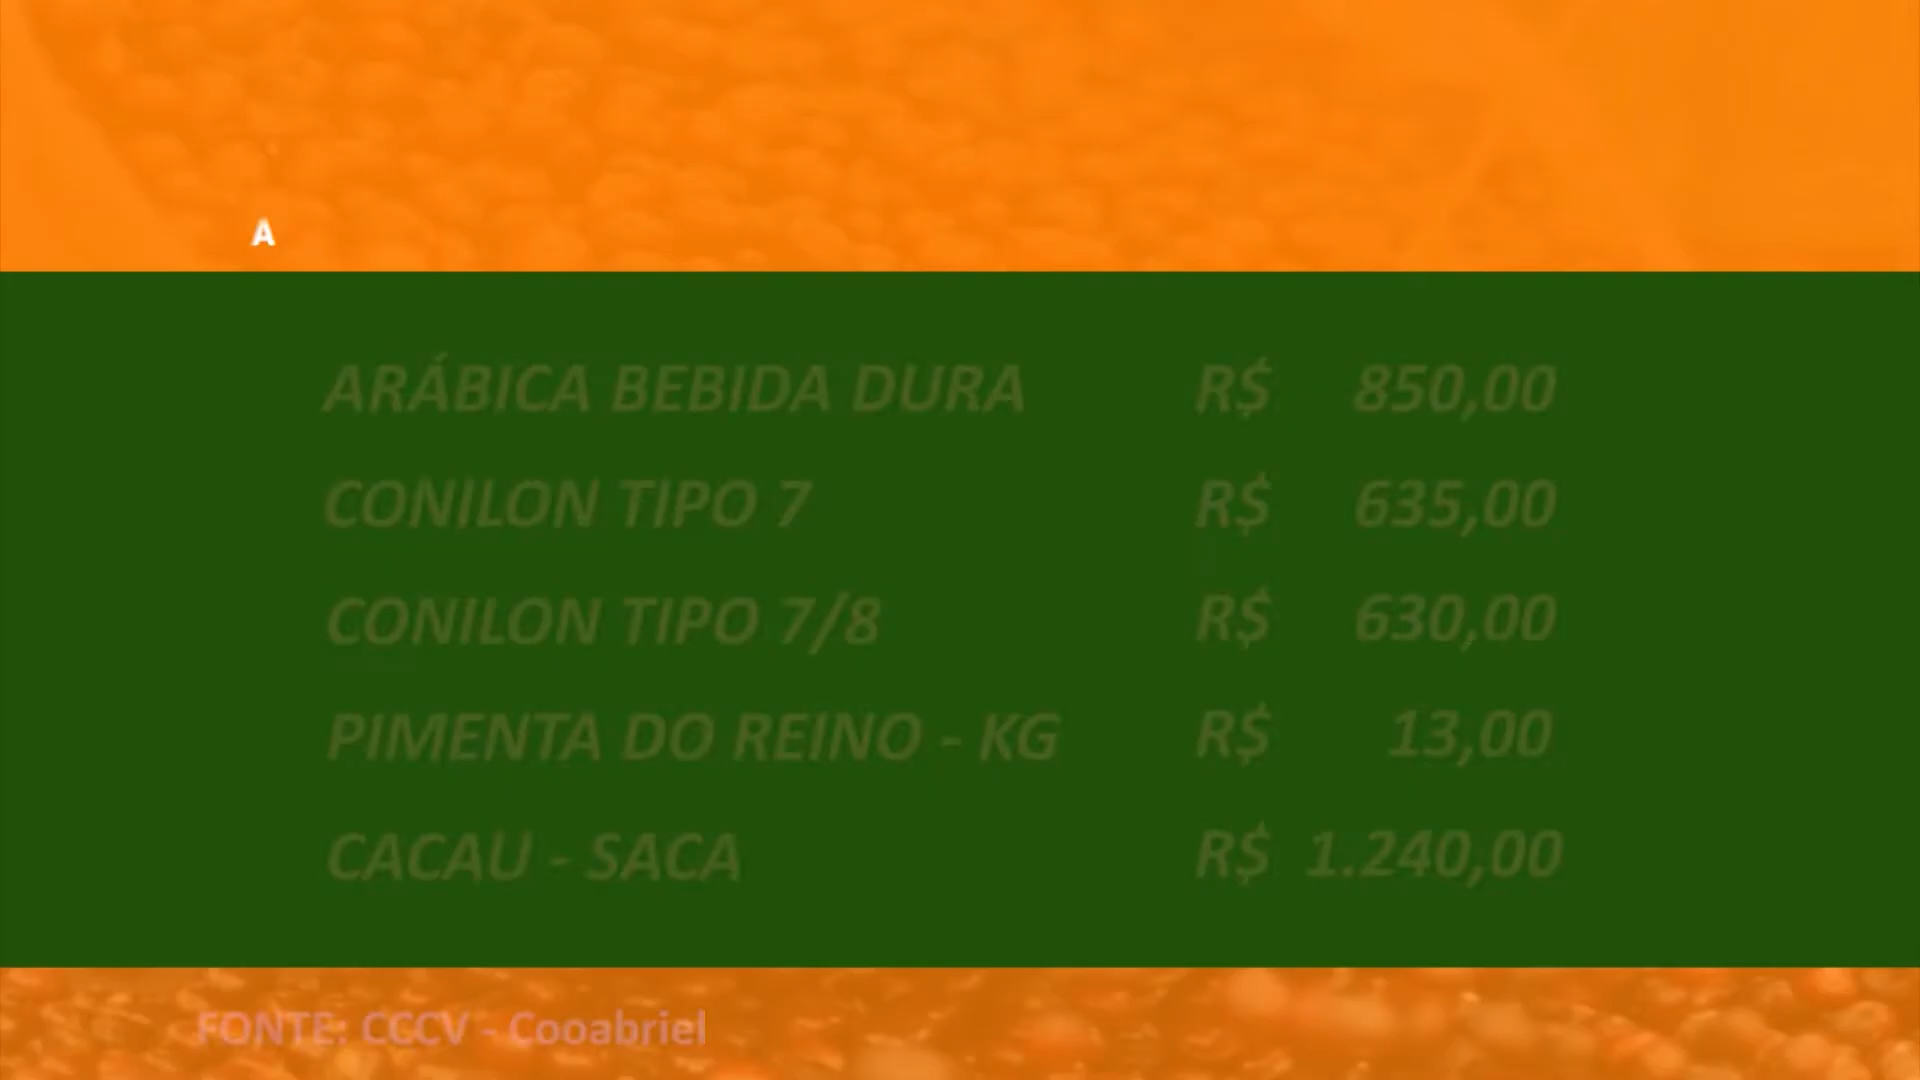 A
ARÁBICA BEBIDA DURA R$ 850,00
CONILON TIPO 7 R$ 635,00
CONILON TIPO 7/8 R$ 630,00
PIMENTA DO REINO - KG R$ 13,00
CACAU - SACA R$ 1.240,00
FONTE: CCCV - Cooabriel